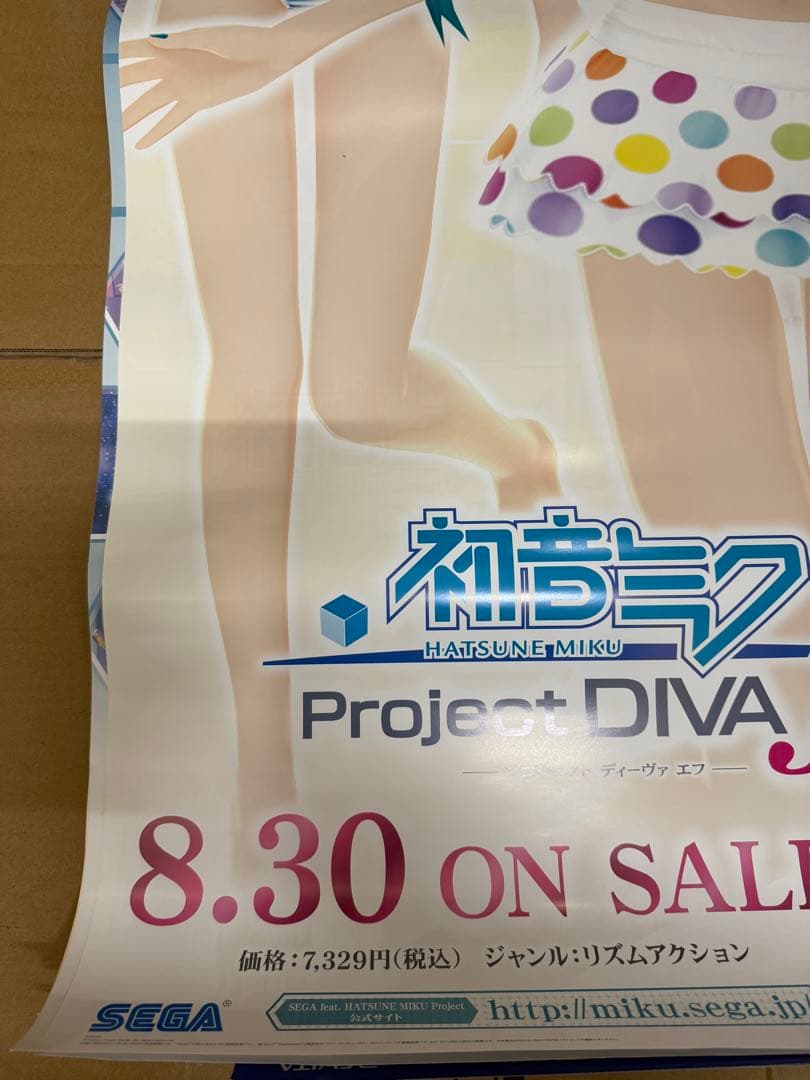 初音ミク
HATSUNE MIKU
Project DIVA
ディーヴァ エフ
8.30 ON SAL
価格：7,329円（税込） ジャンル：リズムアクション
SEGA®
SEGA feat. HATSUNE MIKU Project
公式サイト
http://miku.sega.jp